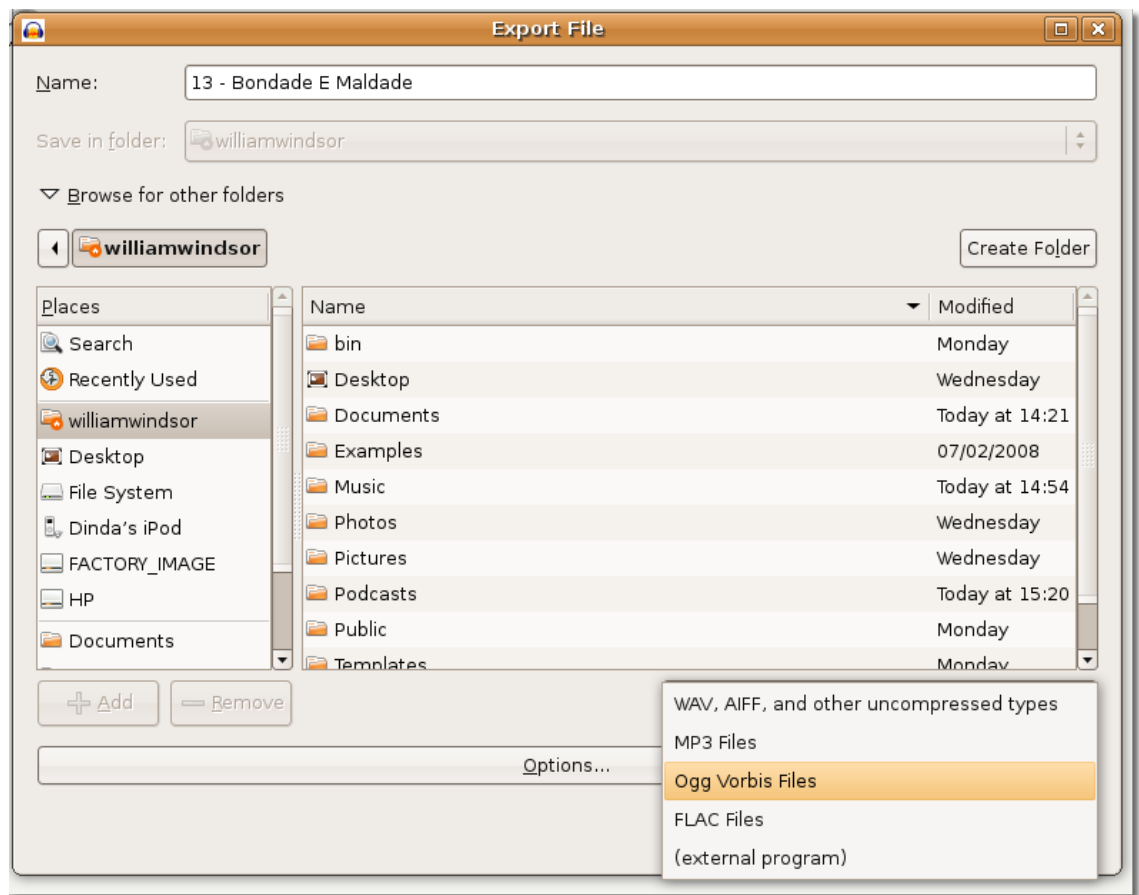 Export File
Name: 13 - Bondade E Maldade
Save in folder: williamwindsor
Browse for other folders
williamwindsor Create Folder
Places
Search
Recently Used
williamwindsor
Desktop
File System
Dinda's iPod
FACTORY_IMAGE
HP
Documents
Name Modified
bin Monday
Desktop Wednesday
Documents Today at 14:21
Examples 07/02/2008
Music Today at 14:54
Photos Wednesday
Pictures Wednesday
Podcasts Today at 15:20
Public Monday
Templates Monday
Add Remove
Options...
WAV, AIFF, and other uncompressed types
MP3 Files
Ogg Vorbis Files
FLAC Files
(external program)